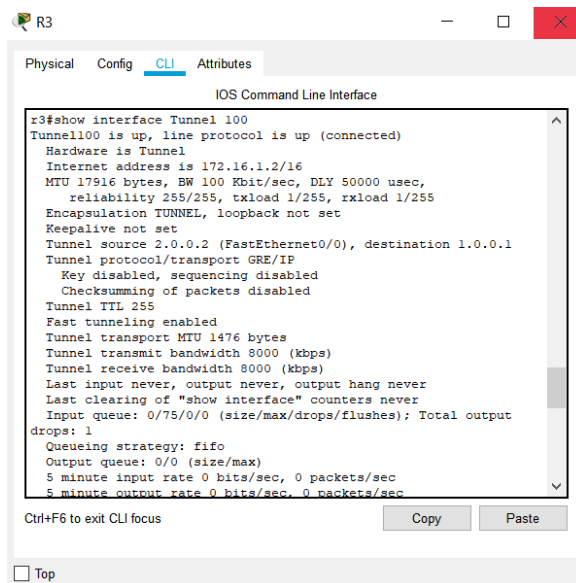 R3
Physical Config CLI Attributes
IOS Command Line Interface
r3#show interface Tunnel 100
Tunnel100 is up, line protocol is up (connected)
Hardware is Tunnel
Internet address is 172.16.1.2/16
MTU 17916 bytes, BW 100 Kbit/sec, DLY 50000 usec,
reliability 255/255, txload 1/255, rxload 1/255
Encapsulation TUNNEL, loopback not set
Keepalive not set
Tunnel source 2.0.0.2 (FastEthernet0/0), destination 1.0.0.1
Tunnel protocol/transport GRE/IP
Key disabled, sequencing disabled
Checksumming of packets disabled
Tunnel TTL 255
Fast tunneling enabled
Tunnel transport MTU 1476 bytes
Tunnel transmit bandwidth 8000 (kbps)
Tunnel receive bandwidth 8000 (kbps)
Last input never, output never, output hang never
Last clearing of "show interface" counters never
Input queue: 0/75/0/0 (size/max/drops/flushes); Total output
drops: 1
Queueing strategy: fifo
Output queue: 0/0 (size/max)
5 minute input rate 0 bits/sec, 0 packets/sec
5 minute output rate 0 bits/sec, 0 packets/sec
Ctrl+F6 to exit CLI focus
Copy
Paste
Top